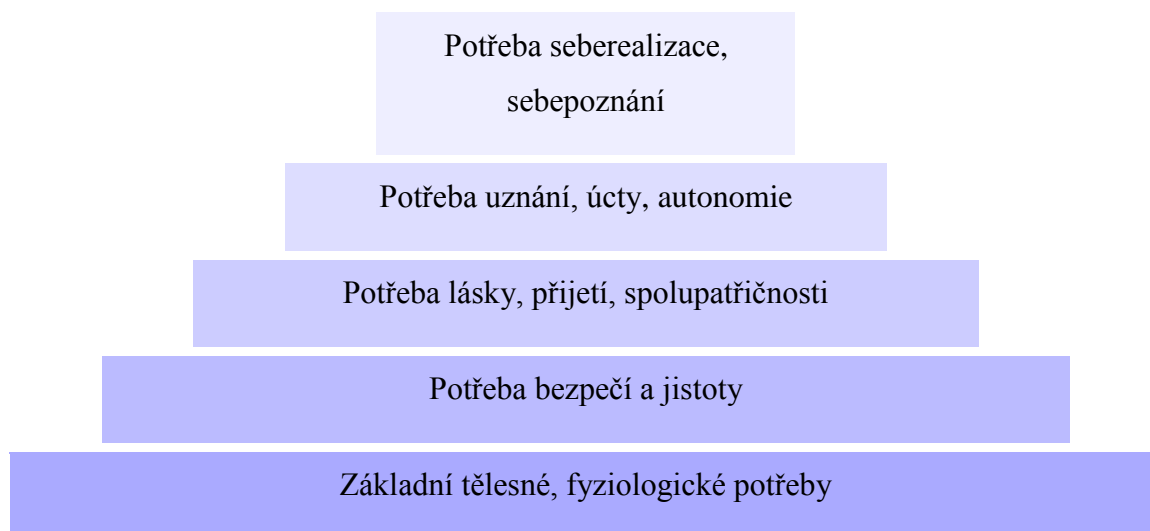 Potřeba seberealizace,
sebepoznání
Potřeba uznání, úcty, autonomie
Potřeba lásky, přijetí, spolupatřičnosti
Potřeba bezpečí a jistoty
Základní tělesné, fyziologické potřeby